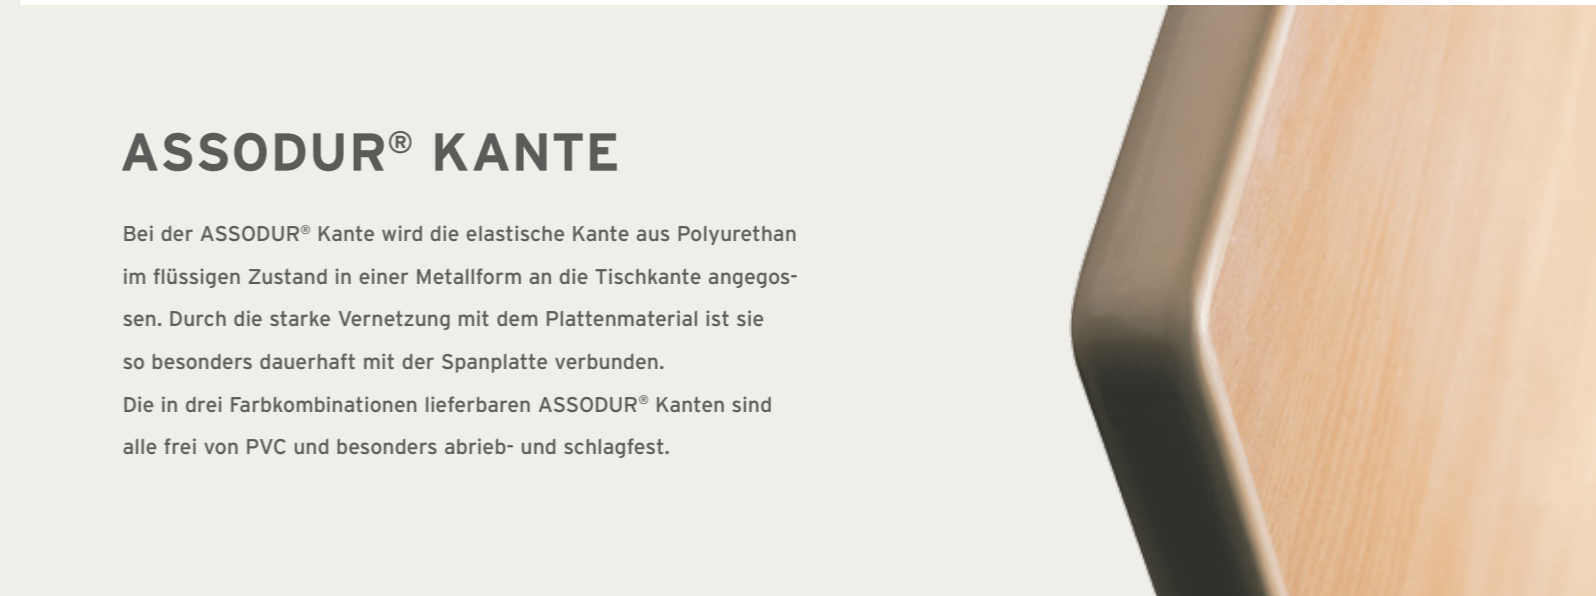 ASSODUR® KANTE
Bei der ASSODUR® Kante wird die elastische Kante aus Polyurethan
im flüssigen Zustand in einer Metallform an die Tischkante angegos-
sen. Durch die starke Vernetzung mit dem Plattenmaterial ist sie
so besonders dauerhaft mit der Spanplatte verbunden.
Die in drei Farbkombinationen lieferbaren ASSODUR® Kanten sind
alle frei von PVC und besonders abrieb- und schlagfest.